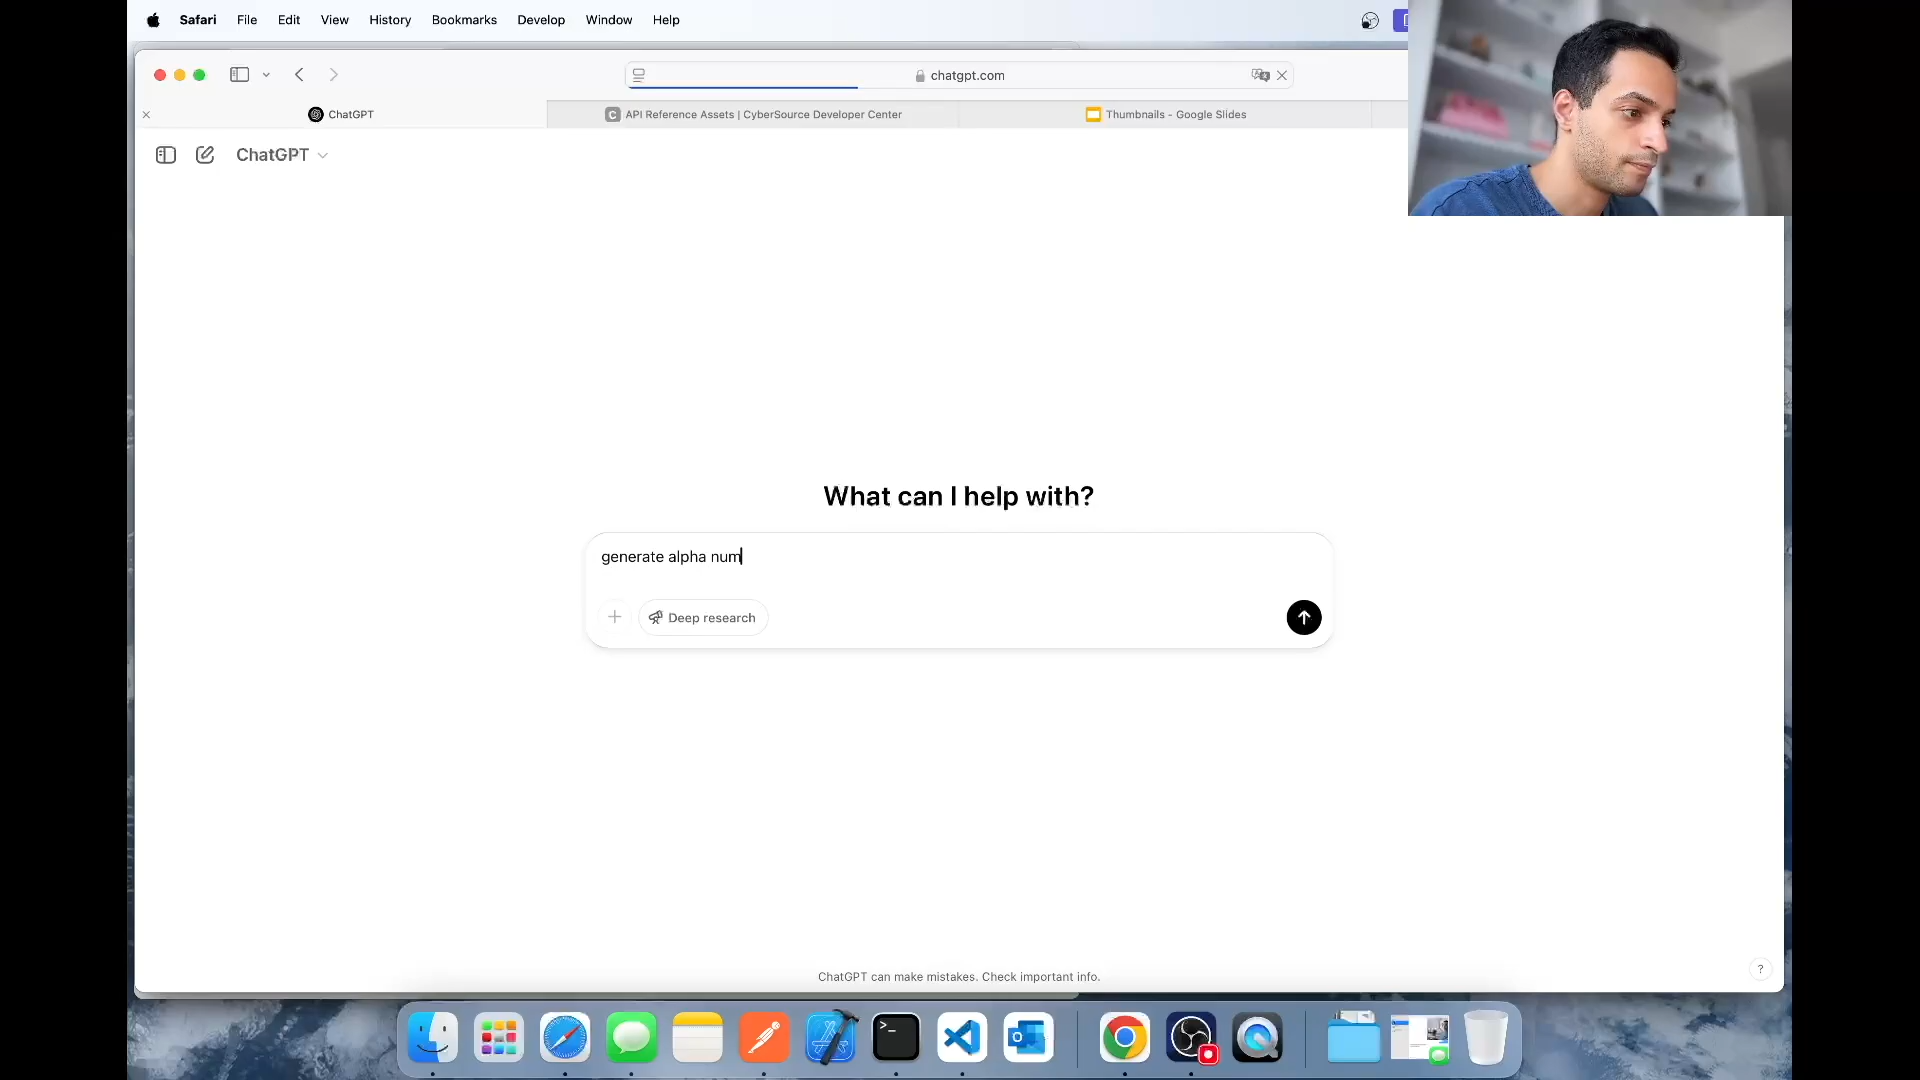 Safari File Edit View History Bookmarks Develop Window Help
chatgpt.com
ChatGPT
API Reference Assets | CyberSource Developer Center
Thumbnails - Google Slides
ChatGPT
What can I help with?
generate alpha num
Deep research
ChatGPT can make mistakes. Check important info.
?